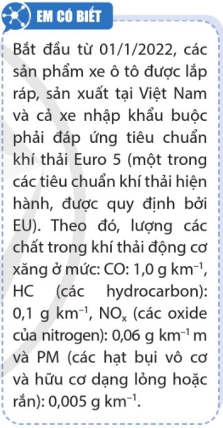 EM CÓ BIẾT
Bắt đầu từ 01/1/2022, các
sản phẩm xe ô tô được lắp
ráp, sản xuất tại Việt Nam
và cả xe nhập khẩu buộc
phải đáp ứng tiêu chuẩn
khí thải Euro 5 (một trong
các tiêu chuẩn khí thải hiện
hành, được quy định bởi
EU). Theo đó, lượng các
chất trong khí thải động cơ
xăng ở mức: CO: 1,0 g km⁻¹,
HC (các hydrocarbon):
0,1 g km⁻¹, NOₓ (các oxide
của nitrogen): 0,06 g km⁻¹ m
và PM (các hạt bụi vô cơ
và hữu cơ dạng lỏng hoặc
rắn): 0,005 g km⁻¹.